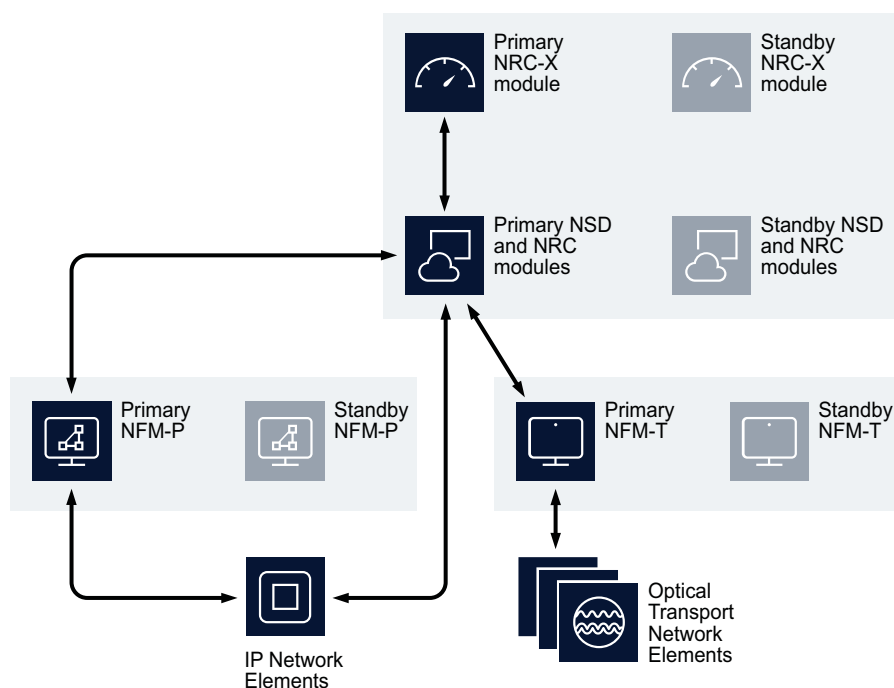 Primary
NRC-X
module
Standby
NRC-X
module
Primary NSD
and NRC
modules
Standby NSD
and NRC
modules
Primary
NFM-P
Standby
NFM-P
Primary
NFM-T
Standby
NFM-T
IP Network
Elements
Optical
Transport
Network
Elements